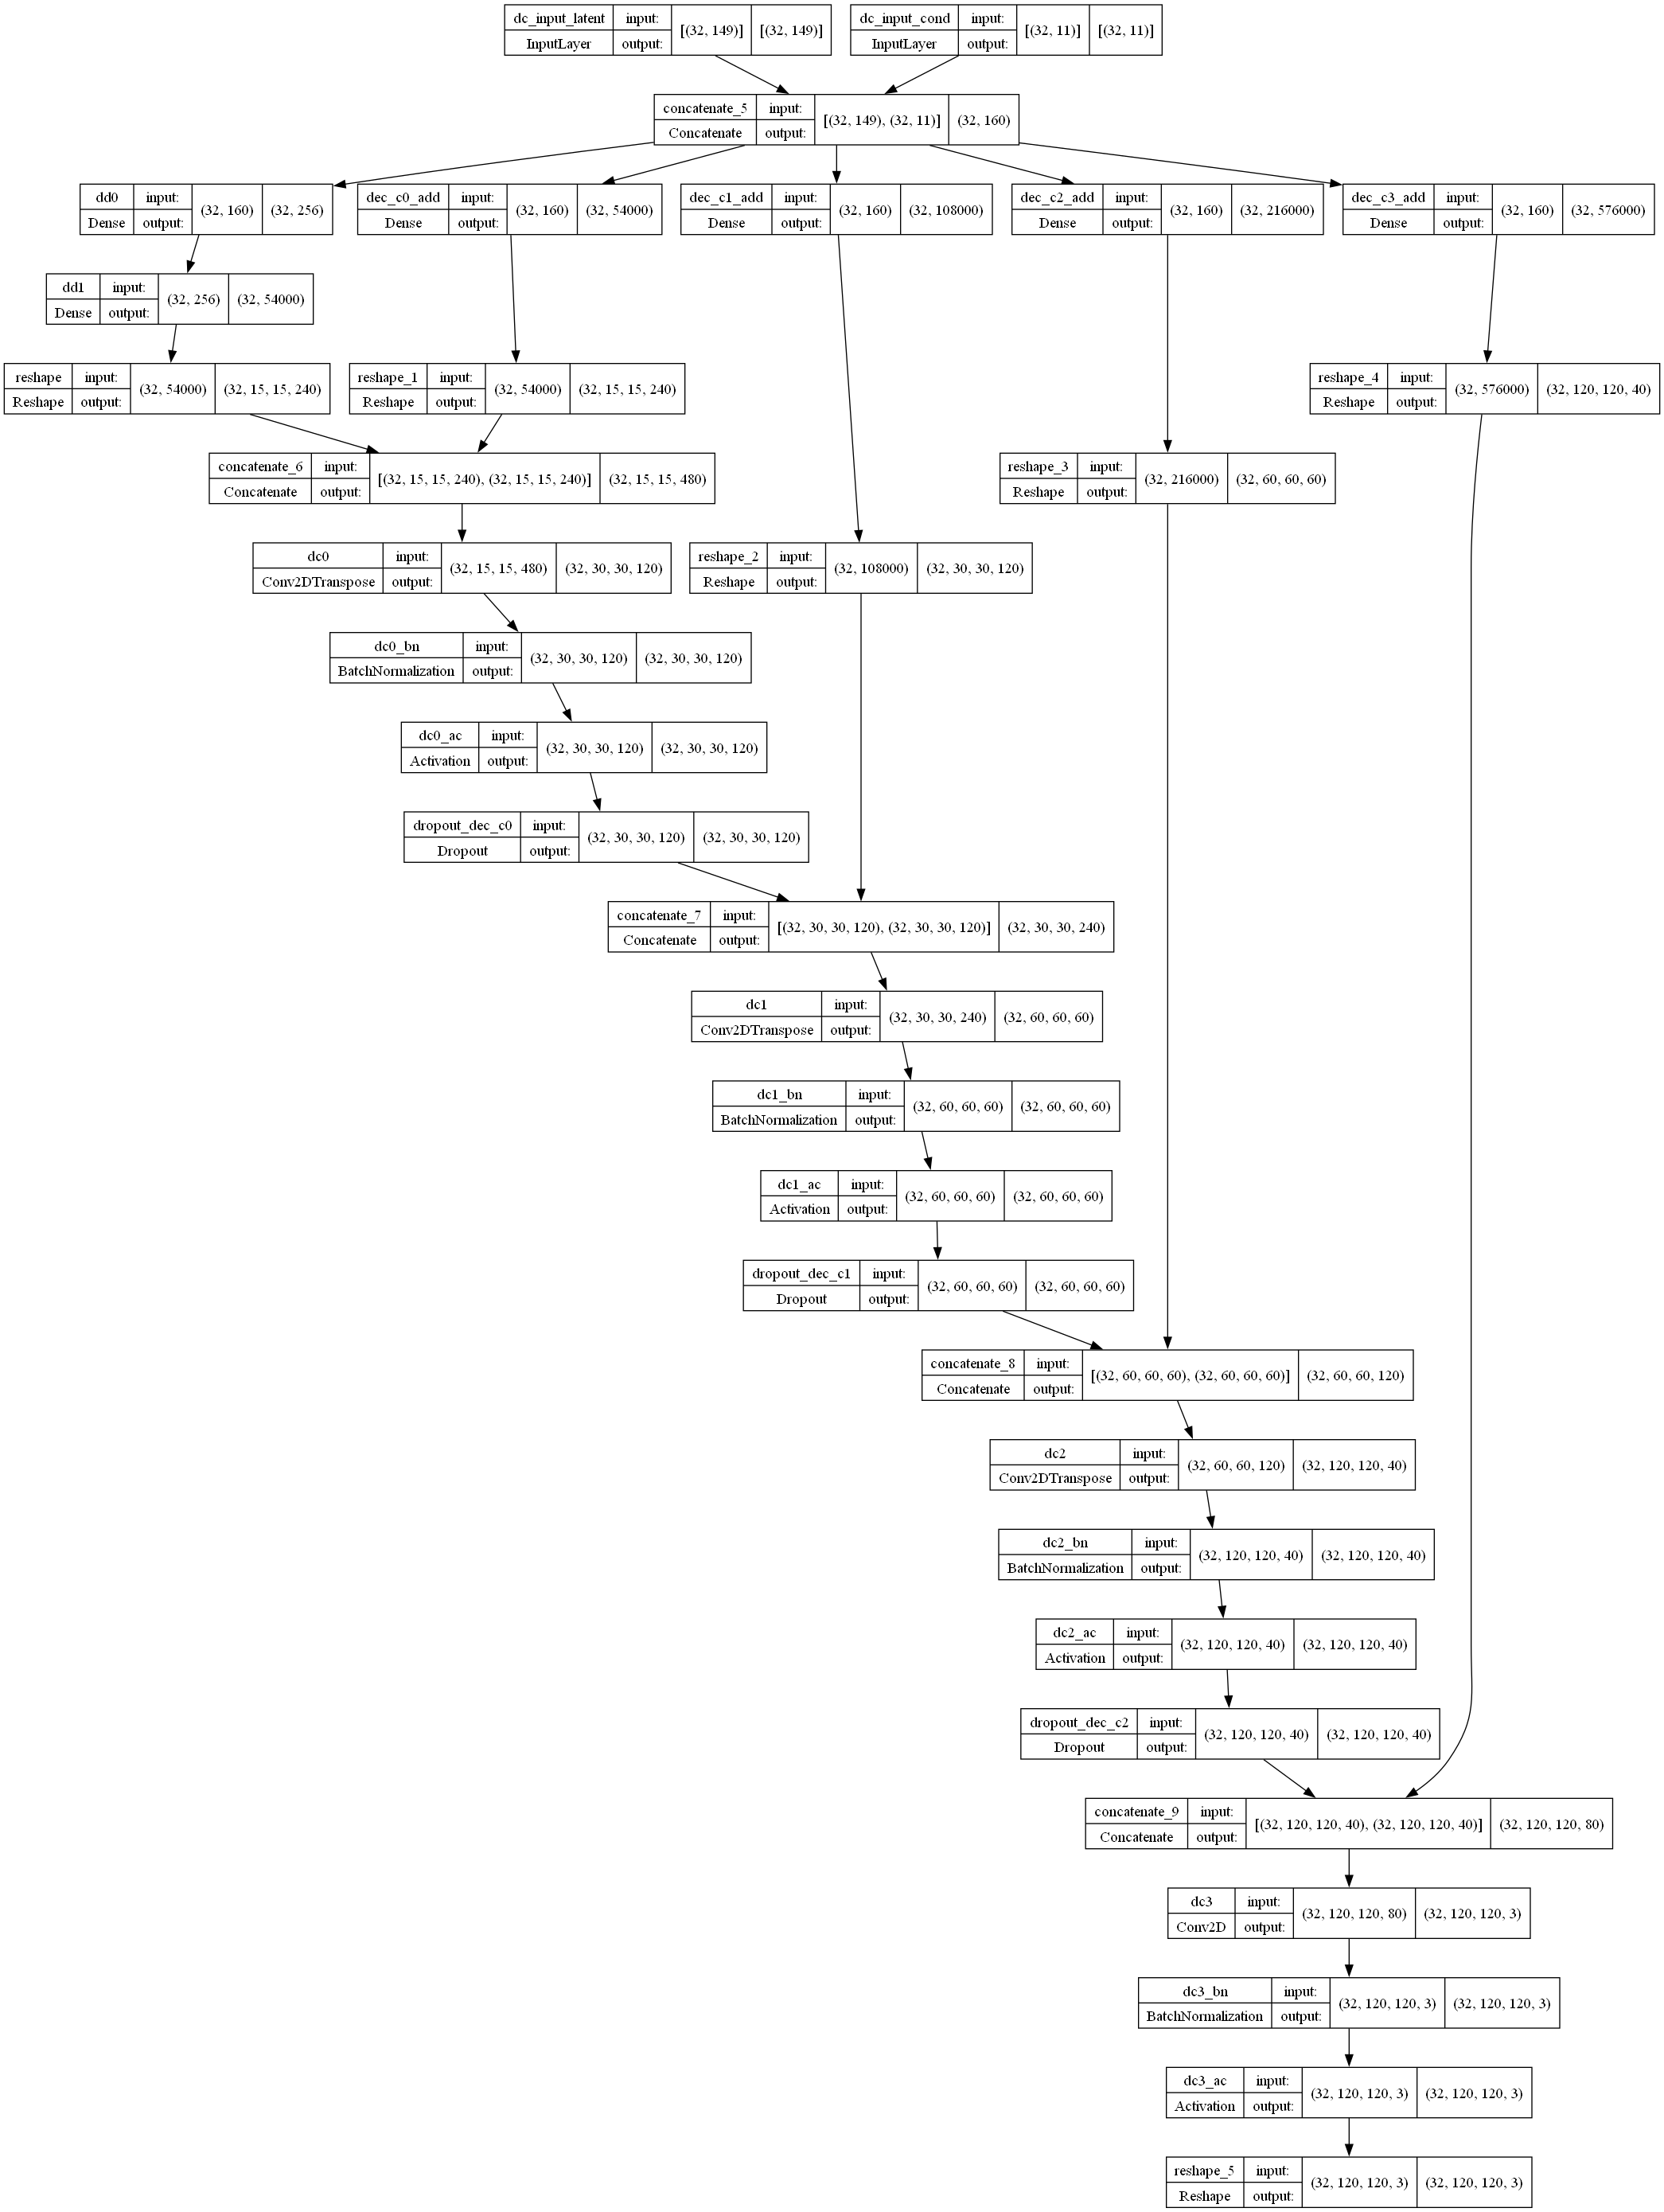 dc_input_latent input: [(32, 149)] [(32, 149)]
InputLayer output:
dc_input_cond input: [(32, 11)] [(32, 11)]
InputLayer output:
concatenate_5 input: [(32, 149), (32, 11)] (32, 160)
Concatenate output:
dd0 input: (32, 160) (32, 256)
Dense output:
dec_c0_add input: (32, 160) (32, 54000)
Dense output:
dec_c1_add input: (32, 160) (32, 108000)
Dense output:
dec_c2_add input: (32, 160) (32, 216000)
Dense output:
dec_c3_add input: (32, 160) (32, 576000)
Dense output:
dd1 input: (32, 256) (32, 54000)
Dense output:
reshape input: (32, 54000) (32, 15, 15, 240)
Reshape output:
reshape_1 input: (32, 54000) (32, 15, 15, 240)
Reshape output:
reshape_4 input: (32, 576000) (32, 120, 120, 40)
Reshape output:
concatenate_6 input: [(32, 15, 15, 240), (32, 15, 15, 240)] (32, 15, 15, 480)
Concatenate output:
reshape_3 input: (32, 216000) (32, 60, 60, 60)
Reshape output:
dc0 input: (32, 15, 15, 480) (32, 30, 30, 120)
Conv2DTranspose output:
reshape_2 input: (32, 108000) (32, 30, 30, 120)
Reshape output:
dc0_bn input: (32, 30, 30, 120) (32, 30, 30, 120)
BatchNormalization output:
dc0_ac input: (32, 30, 30, 120) (32, 30, 30, 120)
Activation output:
dropout_dec_c0 input: (32, 30, 30, 120) (32, 30, 30, 120)
Dropout output:
concatenate_7 input: [(32, 30, 30, 120), (32, 30, 30, 120)] (32, 30, 30, 240)
Concatenate output:
dc1 input: (32, 30, 30, 240) (32, 60, 60, 60)
Conv2DTranspose output:
dc1_bn input: (32, 60, 60, 60) (32, 60, 60, 60)
BatchNormalization output:
dc1_ac input: (32, 60, 60, 60) (32, 60, 60, 60)
Activation output:
dropout_dec_c1 input: (32, 60, 60, 60) (32, 60, 60, 60)
Dropout output:
concatenate_8 input: [(32, 60, 60, 60), (32, 60, 60, 60)] (32, 60, 60, 120)
Concatenate output:
dc2 input: (32, 60, 60, 120) (32, 120, 120, 40)
Conv2DTranspose output:
dc2_bn input: (32, 120, 120, 40) (32, 120, 120, 40)
BatchNormalization output:
dc2_ac input: (32, 120, 120, 40) (32, 120, 120, 40)
Activation output:
dropout_dec_c2 input: (32, 120, 120, 40) (32, 120, 120, 40)
Dropout output:
concatenate_9 input: [(32, 120, 120, 40), (32, 120, 120, 40)] (32, 120, 120, 80)
Concatenate output:
dc3 input: (32, 120, 120, 80) (32, 120, 120, 3)
Conv2D output:
dc3_bn input: (32, 120, 120, 3) (32, 120, 120, 3)
BatchNormalization output:
dc3_ac input: (32, 120, 120, 3) (32, 120, 120, 3)
Activation output:
reshape_5 input: (32, 120, 120, 3) (32, 120, 120, 3)
Reshape output: